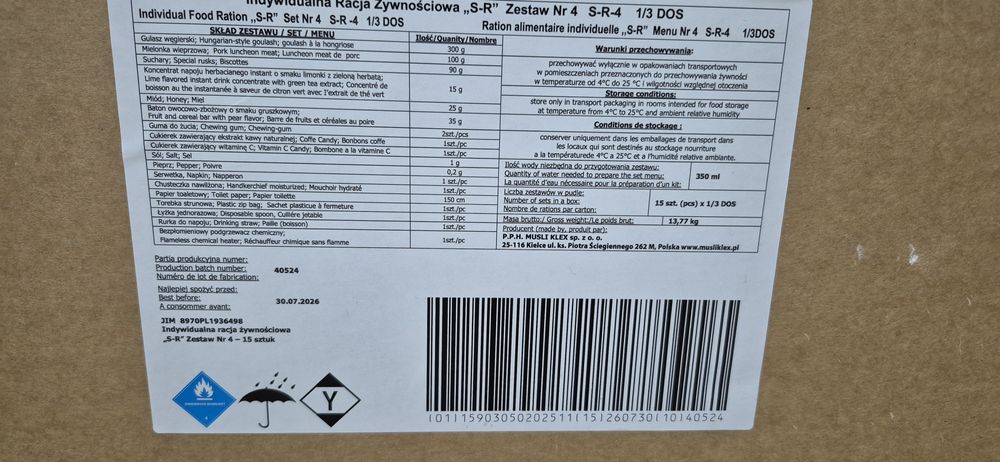 Indywidualna Racja Żywnościowa „S-R” Zestaw Nr 4 S-R-4 1/3 DOS
Individual Food Ration „S-R” Set Nr 4 S-R -4 1/3 DOS
Ration alimentaire individuelle „S-R” Menu Nr 4 S-R-4 1/3DOS
SKŁAD ZESTAWU / SET / MENU Ilość/Quantity/Nombre
Gulasz węgierski; Hungarian-style goulash; goulash à la hongroise 300 g
Mielonka wieprzowa; Pork luncheon meat; Luncheon meat de porc 100 g
Suchary; Special rusks; Biscottes 90 g
Koncentrat napoju herbacianego instant o smaku limonki z zieloną herbatą;
Lime flavored instant drink concentrate with green tea extract; Concentré de
boisson au the instantanée à saveur de citron vert avec l'extrait de thé vert 15 g
Miód; Honey; Miel 25 g
Baton owocowo-zbożowy o smaku gruszkowym;
Fruit and cereal bar with pear flavor; Barre de fruits et céréales au poire 35 g
Guma do żucia; Chewing gum; Chewing-gum 2szt./pcs
Cukierek zawierający ekstrakt kawy naturalnej; Coffe Candy; Bonbons coffe 1szt./pc
Cukierek zawierający witaminę C; Vitamin C Candy; Bombone a la vitamine C 1szt./pc
Sól; Salt; Sel 1 g
Pieprz; Pepper; Poivre 0,2 g
Serwetka, Napkin, Napperon 1 szt./pc
Chusteczka nawilżona; Handkerchief moisturized; Mouchoir hydraté 1szt./pc
Papier toaletowy; Toilet paper; Papier toilette 150 cm
Torebka strunowa; Plastic zip bag; Sachet plasticue à fermeture 1szt./pc
Łyżka jednorazowa; Disposable spoon, Cuillère jetable 1szt./pc
Rurka do napoju; Drinking straw; Paille (boisson) 1szt./pc
Bezpłomieniowy podgrzewacz chemiczny;
Flameless chemical heater; Réchauffeur chimique sans flamme 1szt./pc
Warunki przechowywania:
przechowywać wyłącznie w opakowaniach transportowych
w pomieszczeniach przeznaczonych do przechowywania żywności
w temperaturze od 4°C do 25 °C i wilgotności względnej otoczenia
Storage conditions:
store only in transport packaging in rooms intended for food storage
at temperature from 4°C to 25°C and ambient relative humidity
Conditions de stockage :
conserver uniquement dans les emballages de transport dans
les locaux qui sont destinés au stockage nourriture
a la températurede 4°C a 25°C et a l'humidité relative ambiante.
Ilość wody niezbędna do przygotowania zestawu:
Quantity of water needed to prepare the set menu:
La quantité d'eau nécessaire pour la préparation d'un kit: 350 ml
Liczba zestawów w pudle:
Number of sets in a box:
Nombre de rations par carton: 15 szt. (pcs) x 1/3 DOS
Masa brutto:/ Gross weight:/Le poids brut: 13,77 kg
Producent (made by, produit par):
P.P.H. MUSLI KLEX sp. z o. o.
25-116 Kielce ul. ks. Piotra Ściegiennego 262 M, Polska www.musliklex.pl
Partia produkcyjna numer:
Production batch number: 40524
Numéro de lot de fabrication:
Najlepiej spożyć przed:
Best before: 30.07.2026
A consommer avant:
JIM 8970PL1936498
Indywidualna racja żywnościowa
„S-R” Zestaw Nr 4 – 15 sztuk
4
Y
(01)15903050202511(15)260730(10)40524